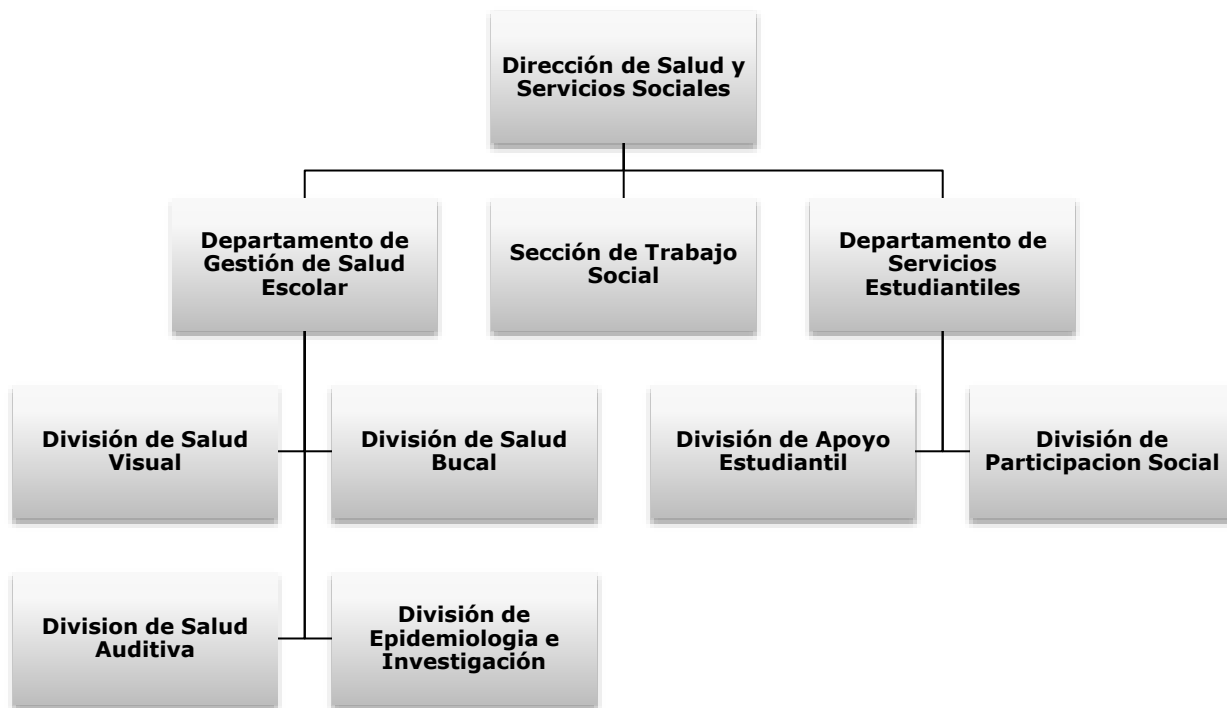 Dirección de Salud y
Servicios Sociales
Departamento de
Gestión de Salud
Escolar
Sección de Trabajo
Social
Departamento de
Servicios
Estudiantiles
División de Salud
Visual
División de Salud
Bucal
División de Apoyo
Estudiantil
División de
Participacion Social
Division de Salud
Auditiva
División de
Epidemiologia e
Investigación